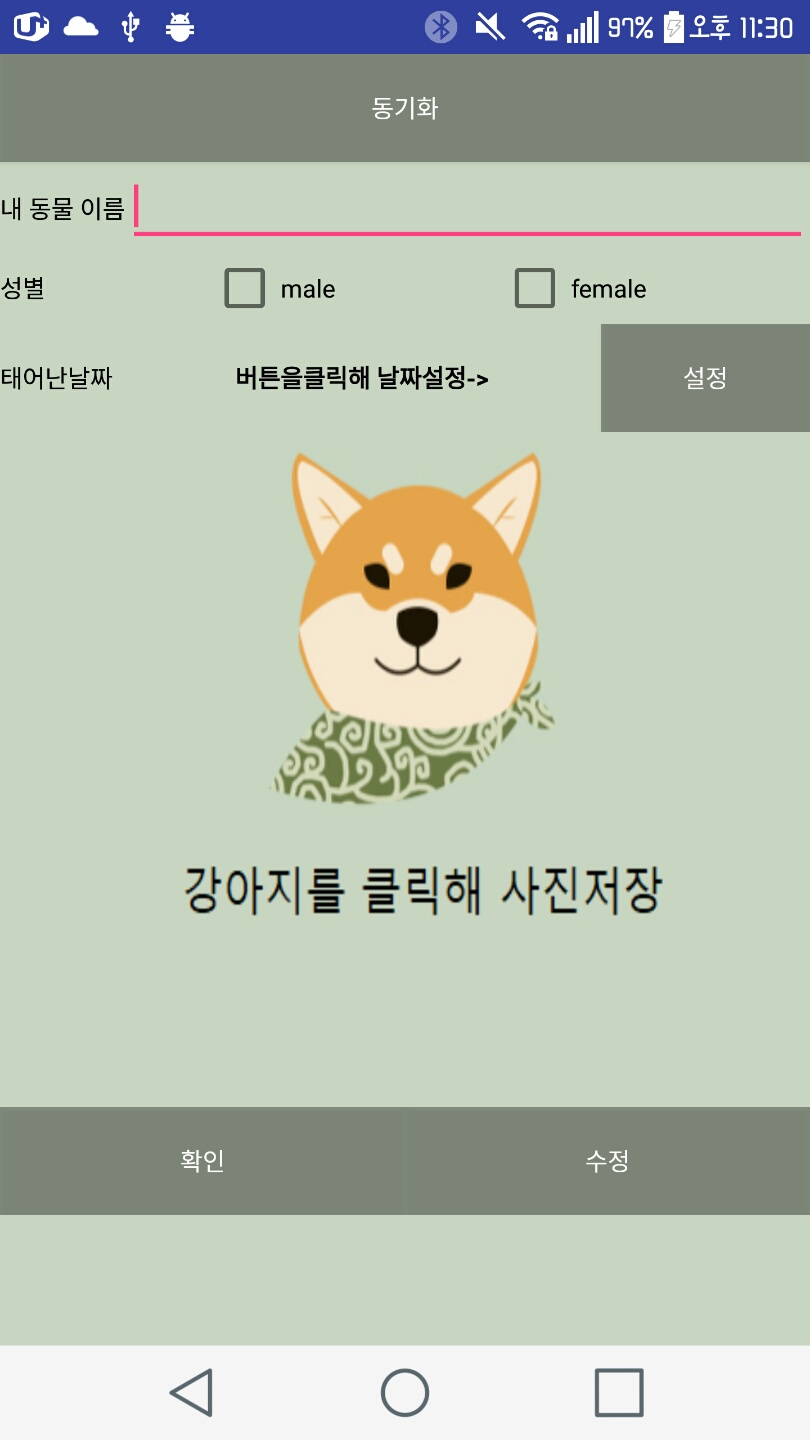 97% 오후 11:30
동기화
내 동물 이름
성별 male female
태어난날짜 버튼을클릭해 날짜설정-> 설정
강아지를 클릭해 사진저장
확인 수정